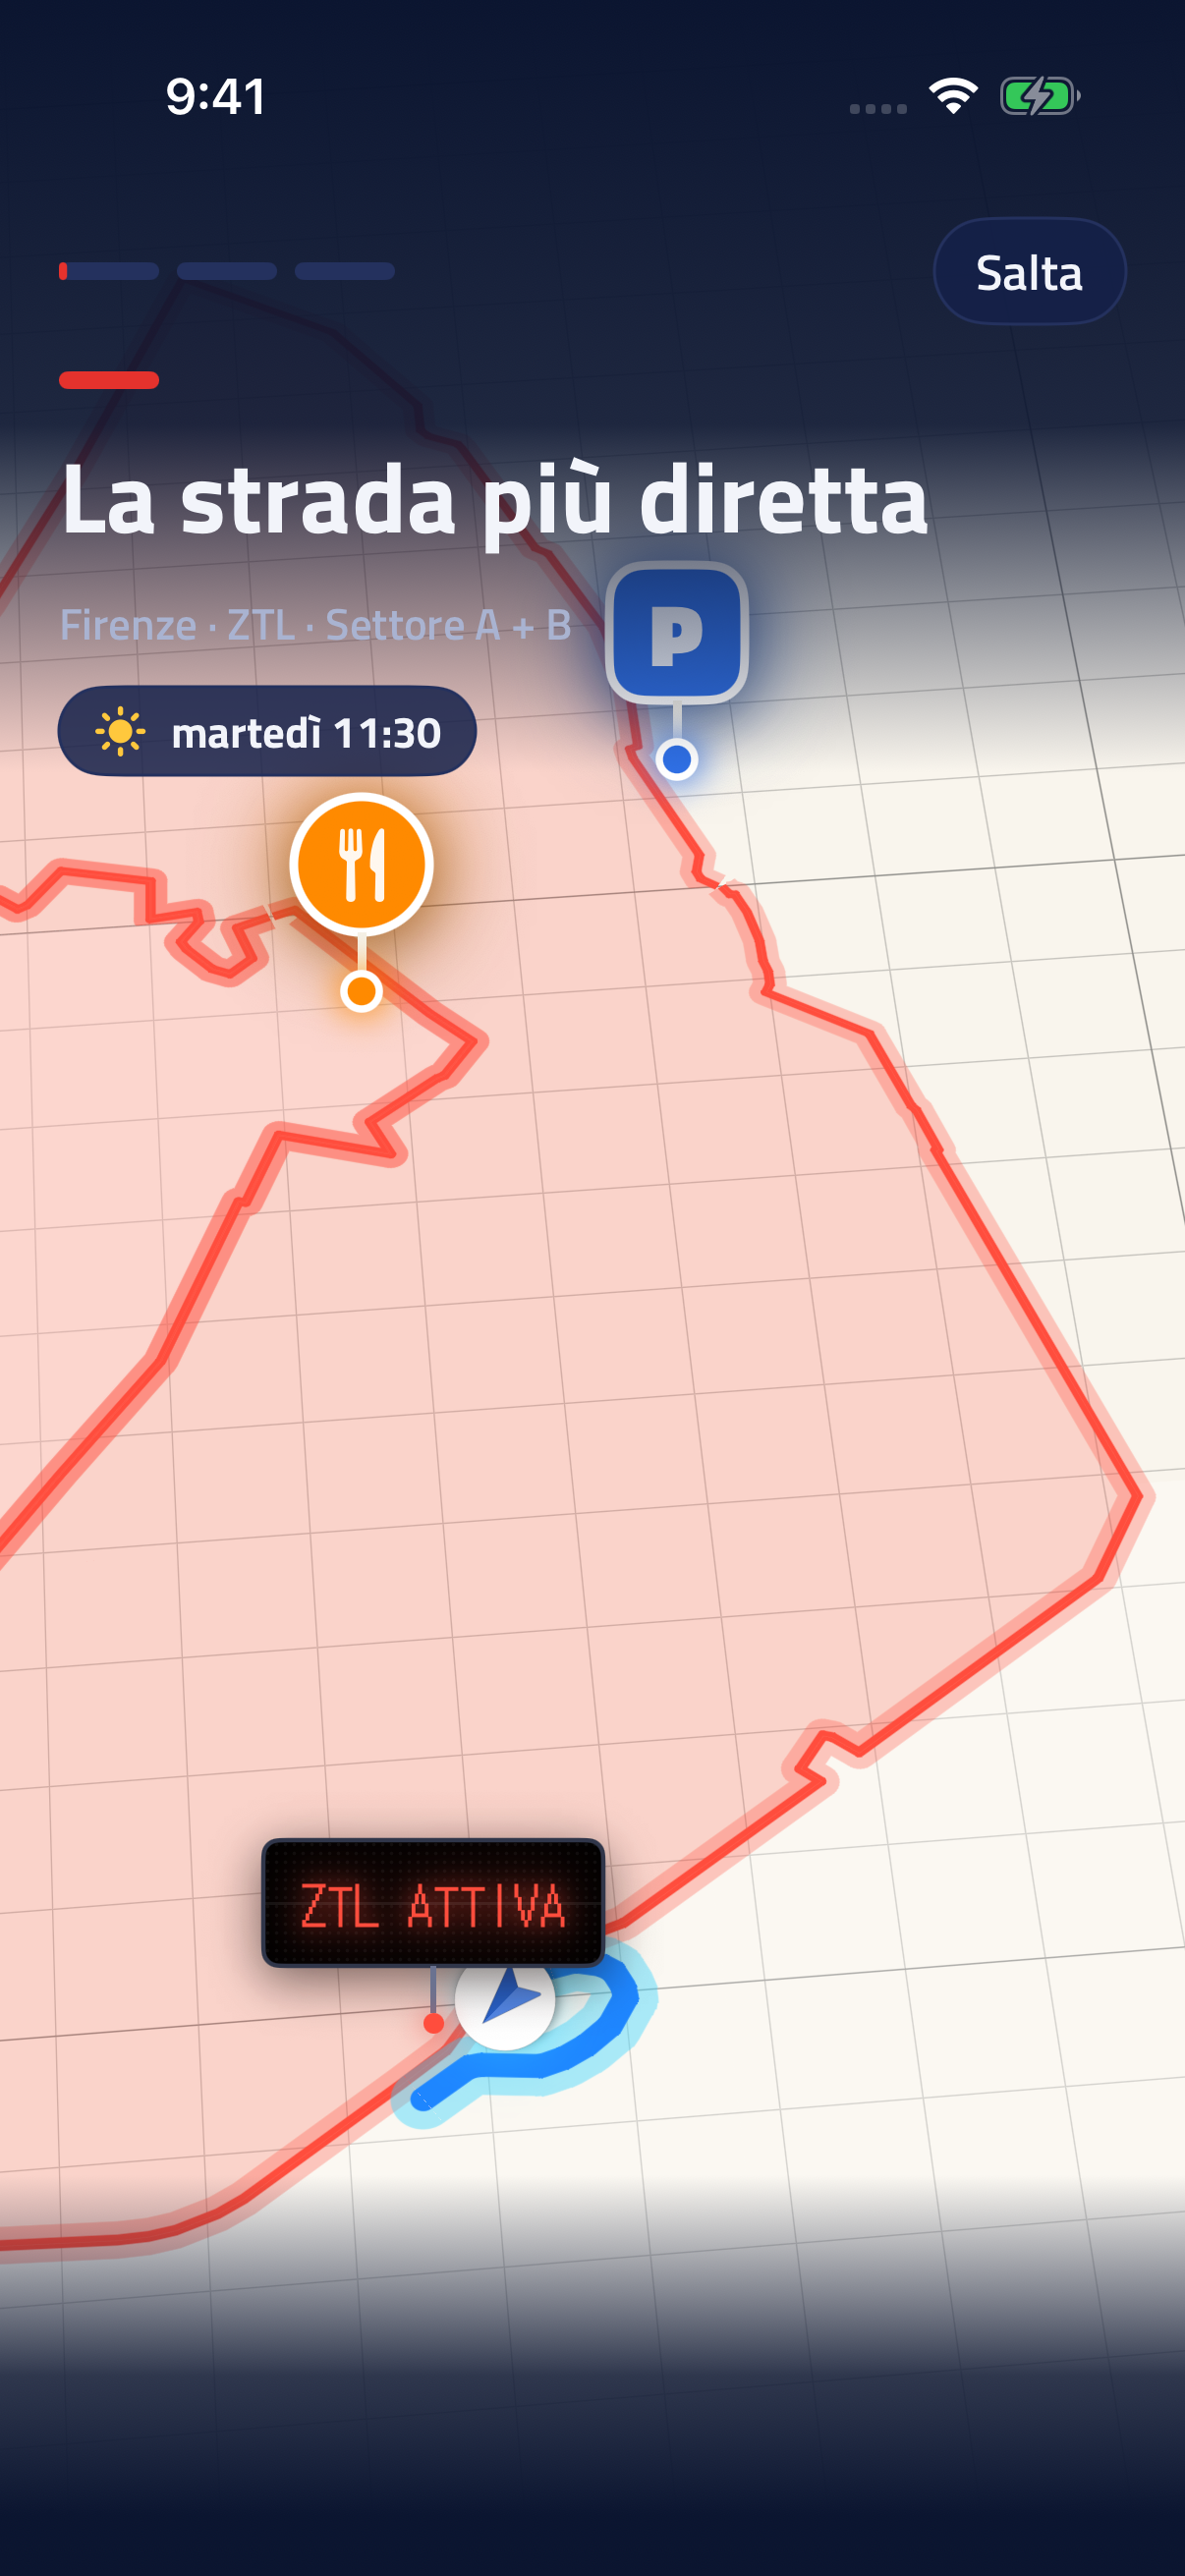 9:41
Salta
La strada più diretta
Firenze · ZTL · Settore A + B
P
martedì 11:30
ZTL ATTIVA